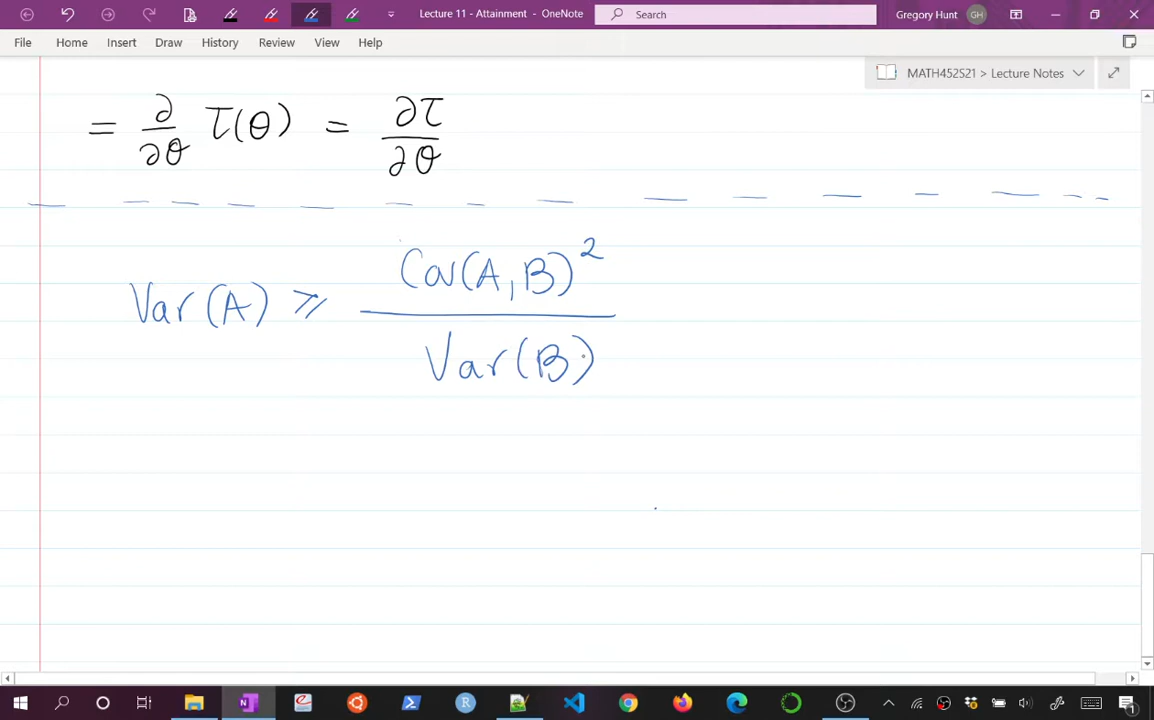 Lecture 11 - Attainment - OneNote
Search
Gregory Hunt GH
File Home Insert Draw History Review View Help
MATH452S21 > Lecture Notes
= ∂/∂θ τ(θ) = ∂τ/∂θ
Var(A) ≥ Cov(A,B)² / Var(B)